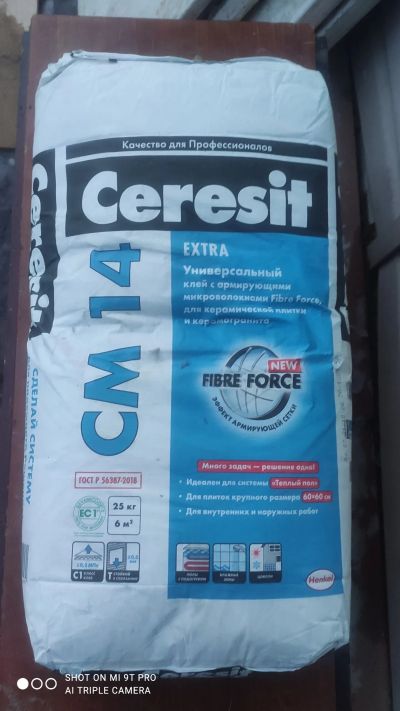 Качество для Профессионалов
Ceresit
Ceresit
CM 14
EXTRA
Универсальный
клей с армирующими
микроволокнами Fibre Force,
для керамической плитки
и керамогранита
NEW
FIBRE FORCE
ЭФФЕКТ АРМИРУЮЩЕЙ СЕТКИ
СДЕЛАЙ СИСТЕМУ
Много задач — решение одно!
• Идеален для системы «Теплый пол»
• Для плиток крупного размера 60×60 см
• Для внутренних и наружных работ
ГОСТ Р 56387-2018
EC1
25 кг
6 м²
C1
T
Henkel
SHOT ON MI 9T PRO
AI TRIPLE CAMERA